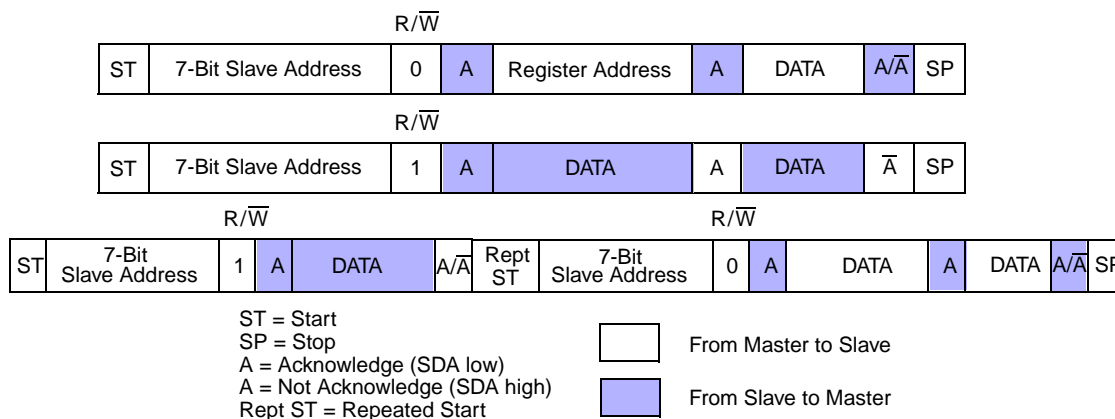 R/W̅
ST 7-Bit Slave Address 0 A Register Address A DATA A/A̅ SP
R/W̅
ST 7-Bit Slave Address 1 A DATA A DATA A̅ SP
R/W̅ R/W̅
ST 7-Bit Slave Address 1 A DATA A/A̅ Rept ST 7-Bit Slave Address 0 A DATA A DATA A/A̅ SP
ST = Start
SP = Stop
A = Acknowledge (SDA low)
A = Not Acknowledge (SDA high)
Rept ST = Repeated Start
From Master to Slave
From Slave to Master